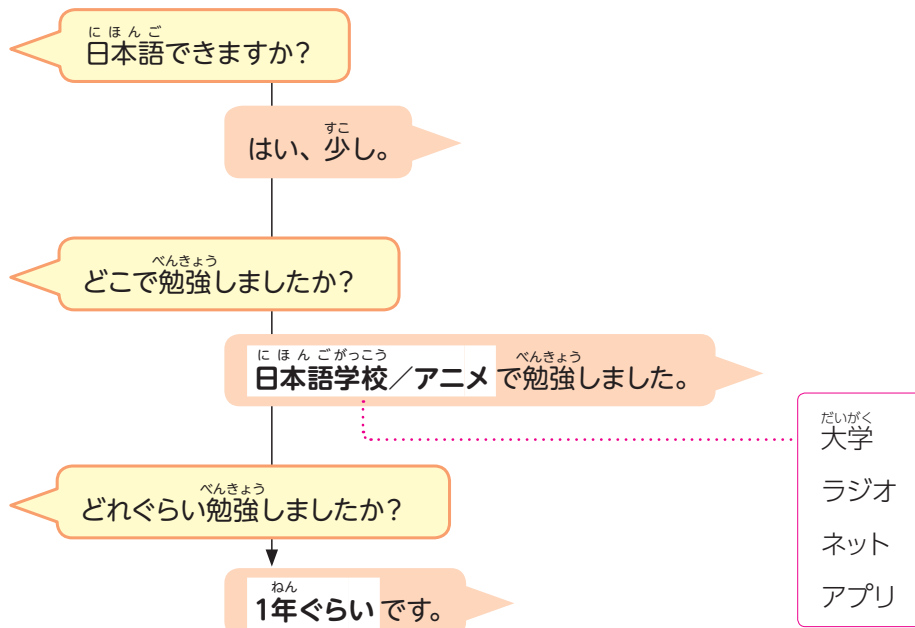 にほんご
日本語できますか？
すこ
はい、少し。
べんきょう
どこで勉強しましたか？
にほんごがっこう べんきょう
日本語学校／アニメで勉強しました。
だいがく
大学
ラジオ
ネット
アプリ
べんきょう
どれぐらい勉強しましたか？
ねん
1年ぐらいです。